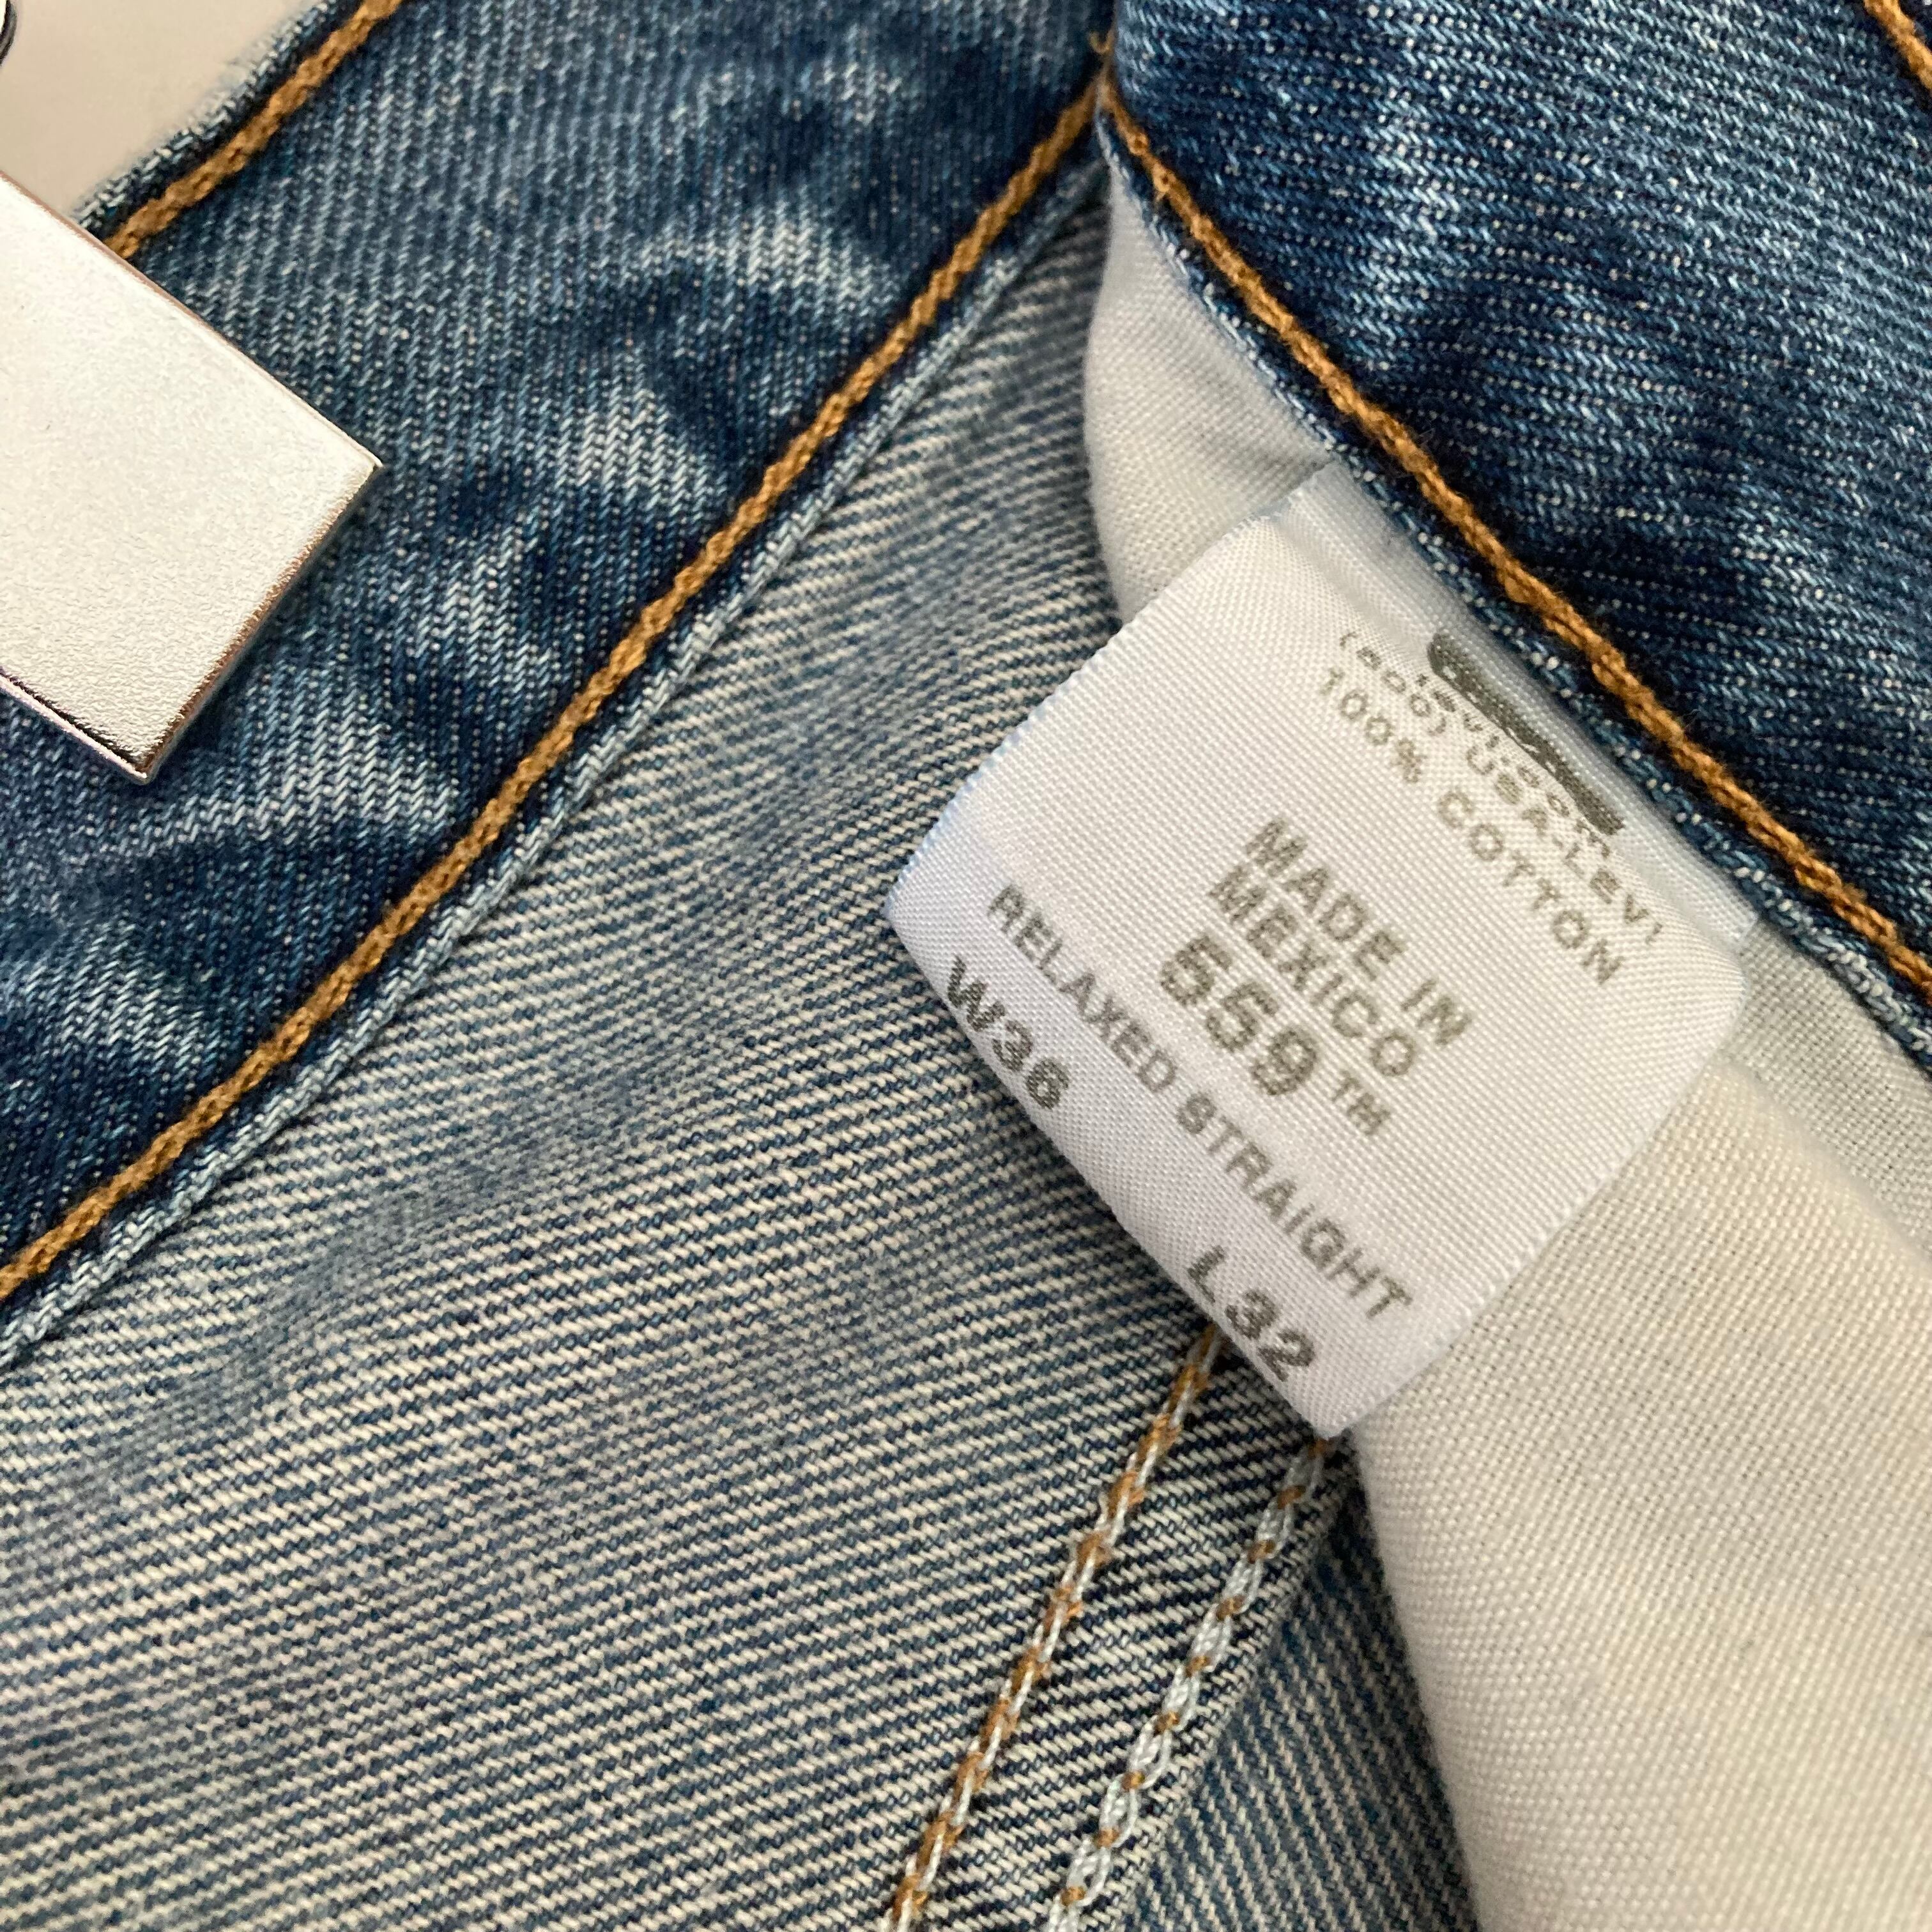 100% COTTON
MADE IN
MEXICO
559™
RELAXED STRAIGHT
W36 L32